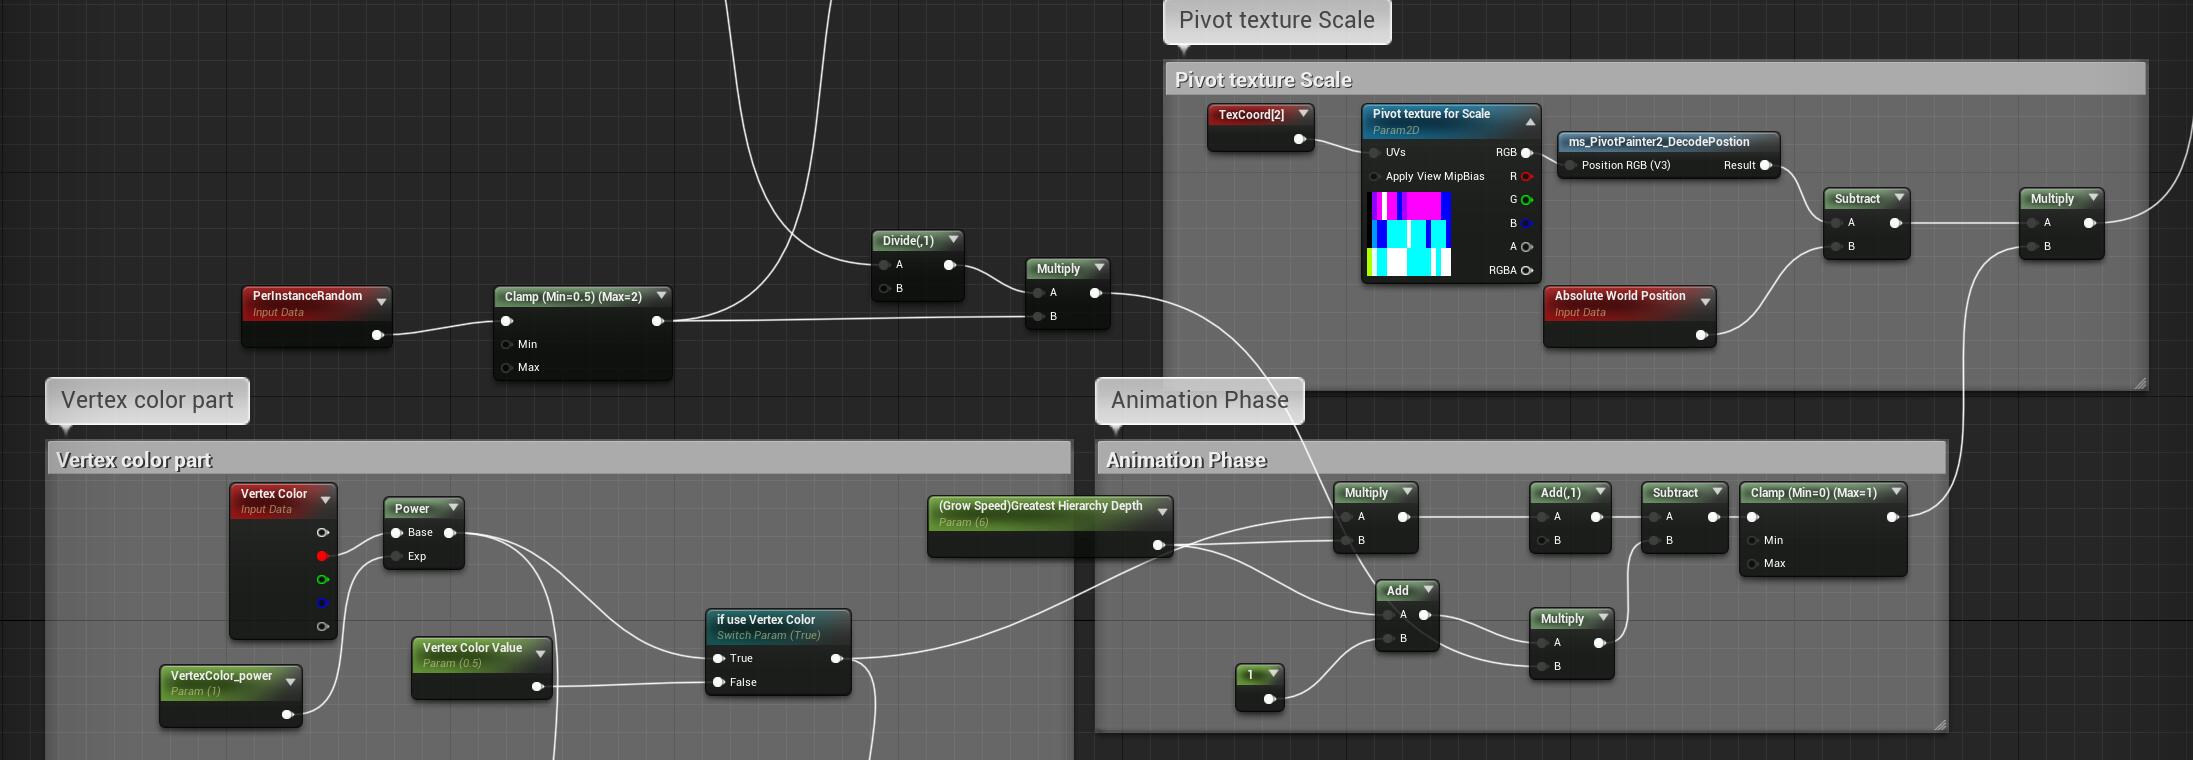 Pivot texture Scale
Pivot texture Scale
TexCoord[2]
Pivot texture for Scale
Param2D
UVs
RGB
Apply View MipBias
R
G
B
A
RGBA
ms_PivotPainter2_DecodePostion
Position RGB (V3)
Result
Subtract
A
B
Multiply
A
B
Absolute World Position
Input Data
Divide(,1)
A
B
Multiply
A
B
PerInstanceRandom
Input Data
Clamp (Min=0.5) (Max=2)
Min
Max
Vertex color part
Vertex color part
Vertex Color
Input Data
Power
Base
Exp
VertexColor_power
Param (1)
Vertex Color Value
Param (0.5)
if use Vertex Color
Switch Param (True)
True
False
(Grow Speed)Greatest Hierarchy Depth
Param (6)
Animation Phase
Animation Phase
Multiply
A
B
Add(,1)
A
B
Subtract
A
B
Clamp (Min=0) (Max=1)
Min
Max
Add
A
B
Multiply
A
B
1